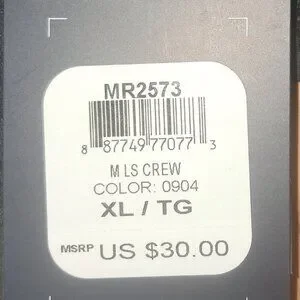 MR2573
8 87749 77077 3
M LS CREW
COLOR: 0904
XL / TG
MSRP US $30.00